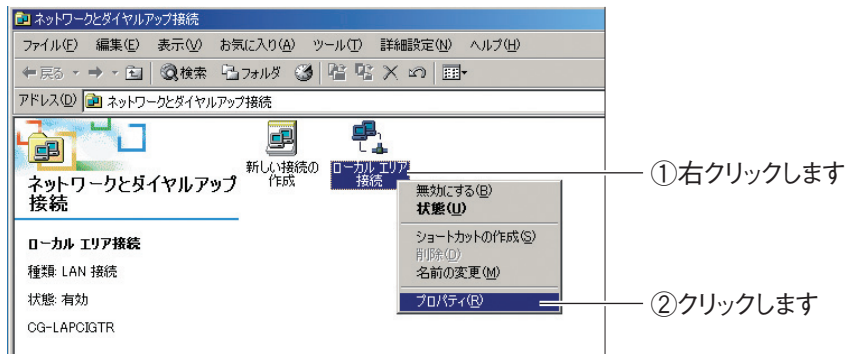 ネットワークとダイヤルアップ接続
ファイル(F) 編集(E) 表示(V) お気に入り(A) ツール(T) 詳細設定(N) ヘルプ(H)
戻る 検索 フォルダ
アドレス(D) ネットワークとダイヤルアップ接続
新しい接続の
作成
ローカル エリア
接続
①右クリックします
ネットワークとダイヤルアップ
接続
無効にする(B)
状態(U)
ショートカットの作成(S)
削除(D)
名前の変更(M)
プロパティ(R)
②クリックします
ローカル エリア接続
種類: LAN 接続
状態: 有効
CG-LAPCIGTR